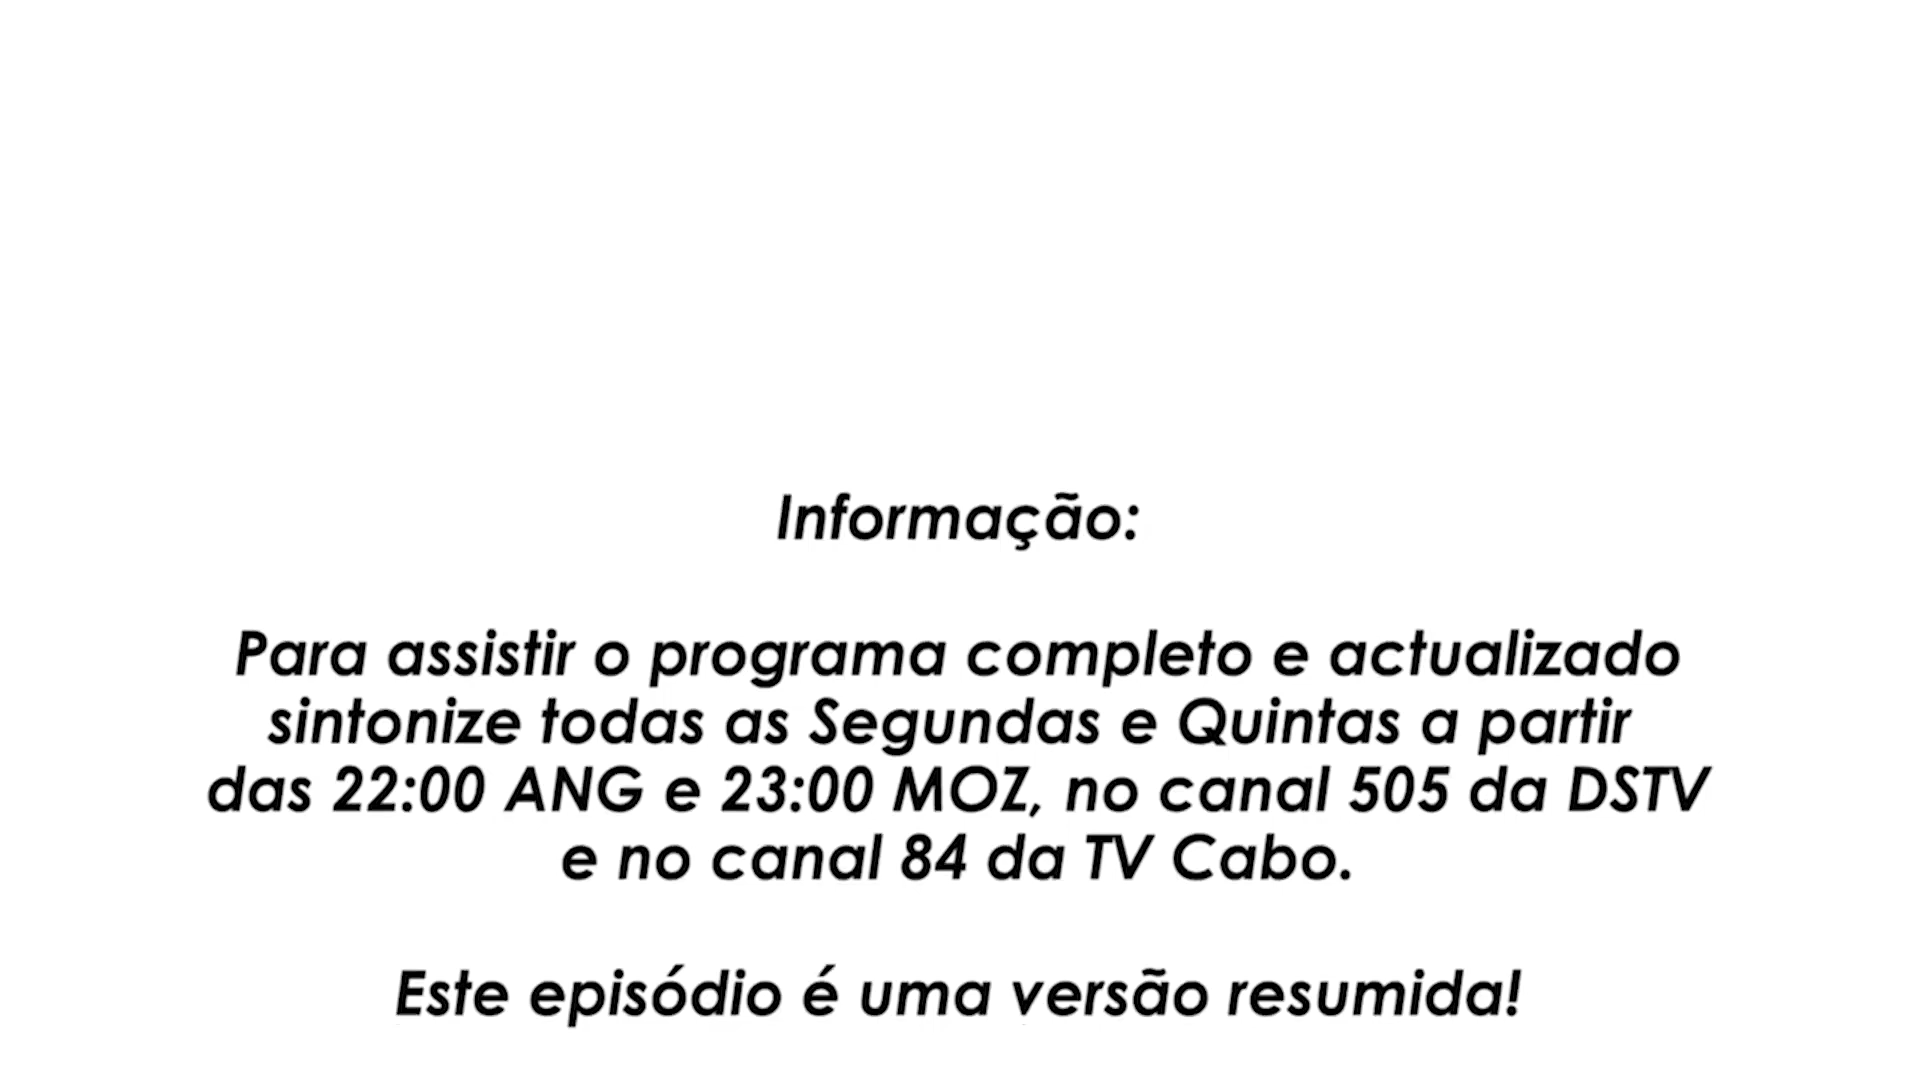 Informação:
Para assistir o programa completo e actualizado
sintonize todas as Segundas e Quintas a partir
das 22:00 ANG e 23:00 MOZ, no canal 505 da DSTV
e no canal 84 da TV Cabo.
Este episódio é uma versão resumida!